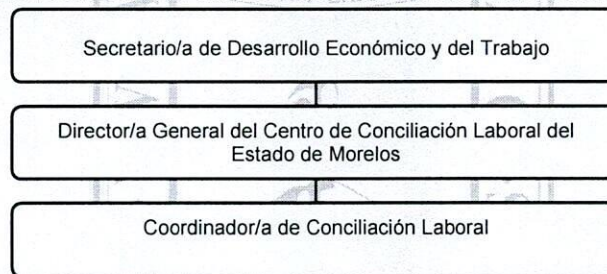 Secretario/a de Desarrollo Económico y del Trabajo
Director/a General del Centro de Conciliación Laboral del
Estado de Morelos
Coordinador/a de Conciliación Laboral